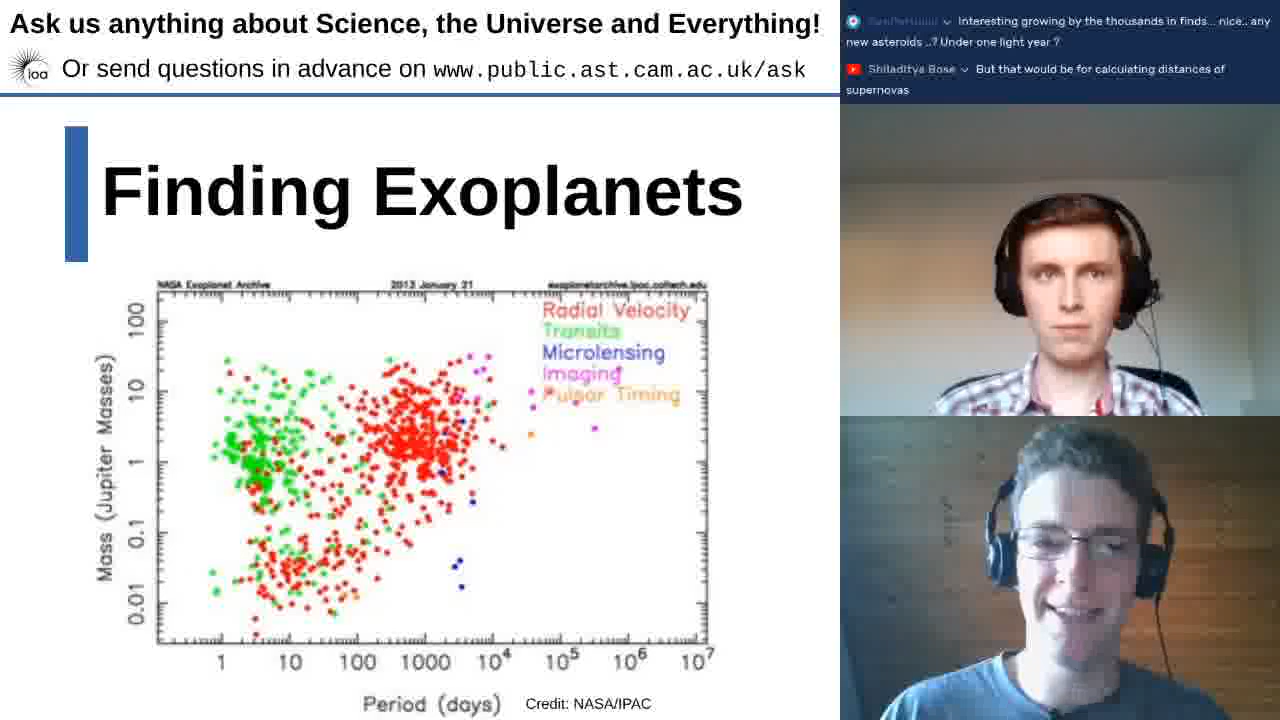 Ask us anything about Science, the Universe and Everything!
ioa Or send questions in advance on www.public.ast.cam.ac.uk/ask
Interesting growing by the thousands in finds... nice.. any
new asteroids ..? Under one light year ?
Shiladitya Bose But that would be for calculating distances of
supernovas
Finding Exoplanets
NASA Exoplanet Archive 2013 January 21 exoplanetarchive.ipac.caltech.edu
Radial Velocity
Transits
Microlensing
Imaging
Pulsar Timing
Mass (Jupiter Masses)
100
10
1
0.1
0.01
1 10 100 1000 10⁴ 10⁵ 10⁶ 10⁷
Period (days)
Credit: NASA/IPAC